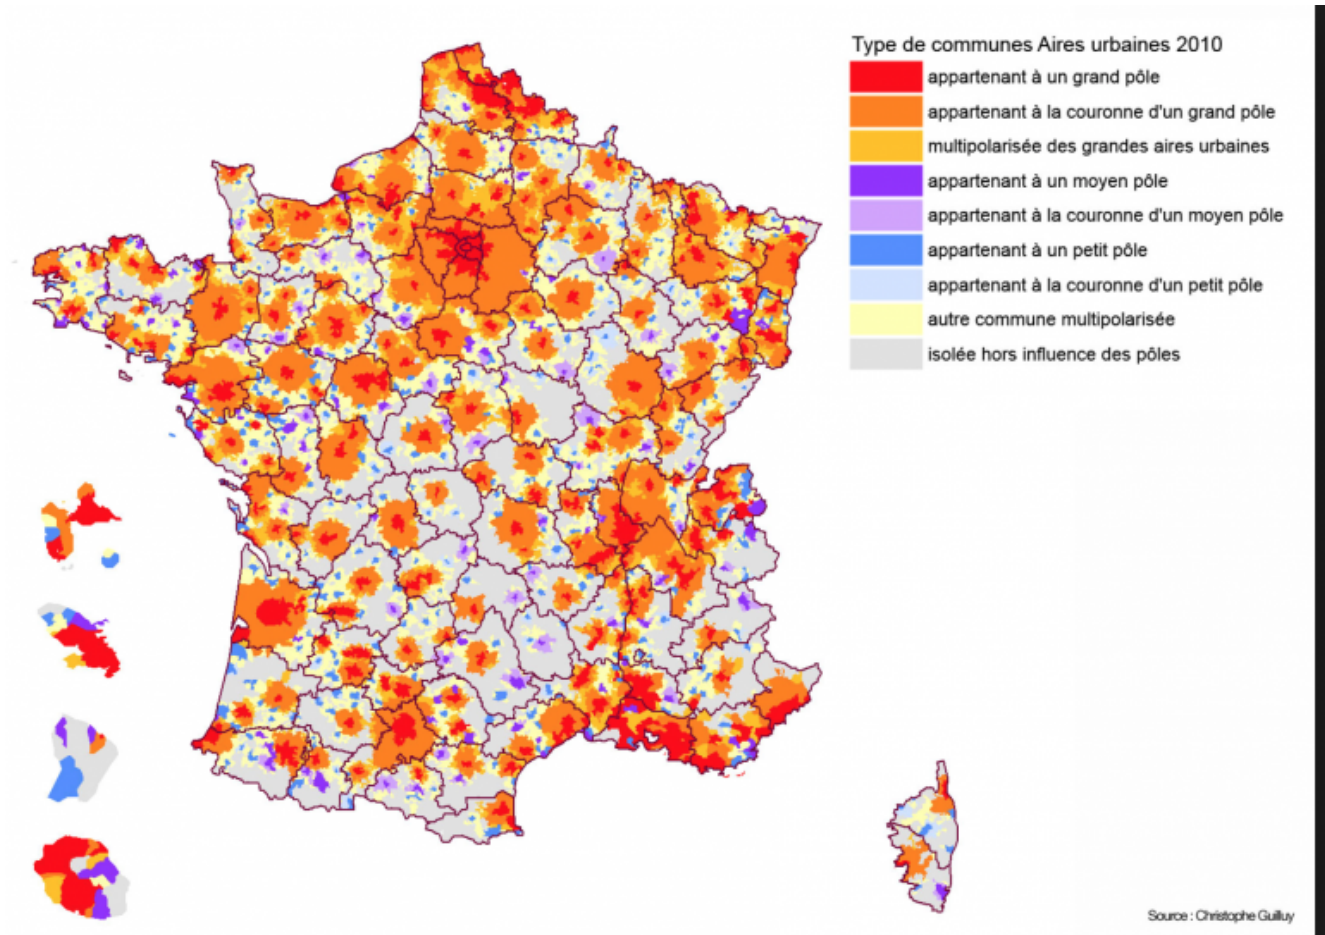 Type de communes Aires urbaines 2010
appartenant à un grand pôle
appartenant à la couronne d'un grand pôle
multipolarisée des grandes aires urbaines
appartenant à un moyen pôle
appartenant à la couronne d'un moyen pôle
appartenant à un petit pôle
appartenant à la couronne d'un petit pôle
autre commune multipolarisée
isolée hors influence des pôles
Source : Christophe Guilluy